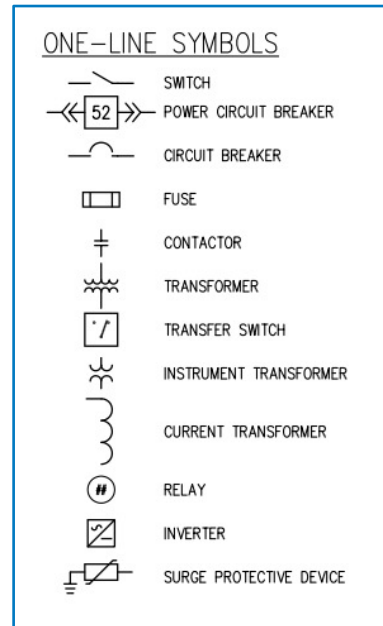 ONE-LINE SYMBOLS
SWITCH
52 POWER CIRCUIT BREAKER
CIRCUIT BREAKER
FUSE
CONTACTOR
TRANSFORMER
TRANSFER SWITCH
INSTRUMENT TRANSFORMER
CURRENT TRANSFORMER
# RELAY
INVERTER
SURGE PROTECTIVE DEVICE